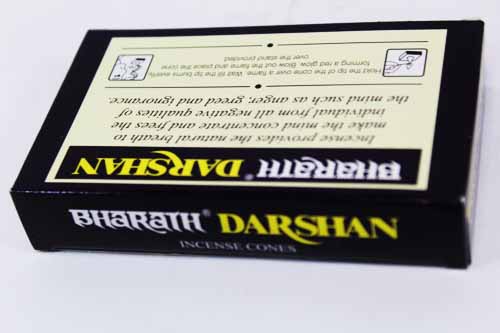 BHARATH® DARSHAN
Incense provides the natural breath to
make the mind concentrate and frees the
individual from all negative qualities of
the mind such as anger, greed and ignorance.
Hold the tip of the cone over a flame. Wait till tip burns evenly,
forming a red glow. Blow out the flame and place the cone
over the stand provided.
BHARATH® DARSHAN
INCENSE CONES